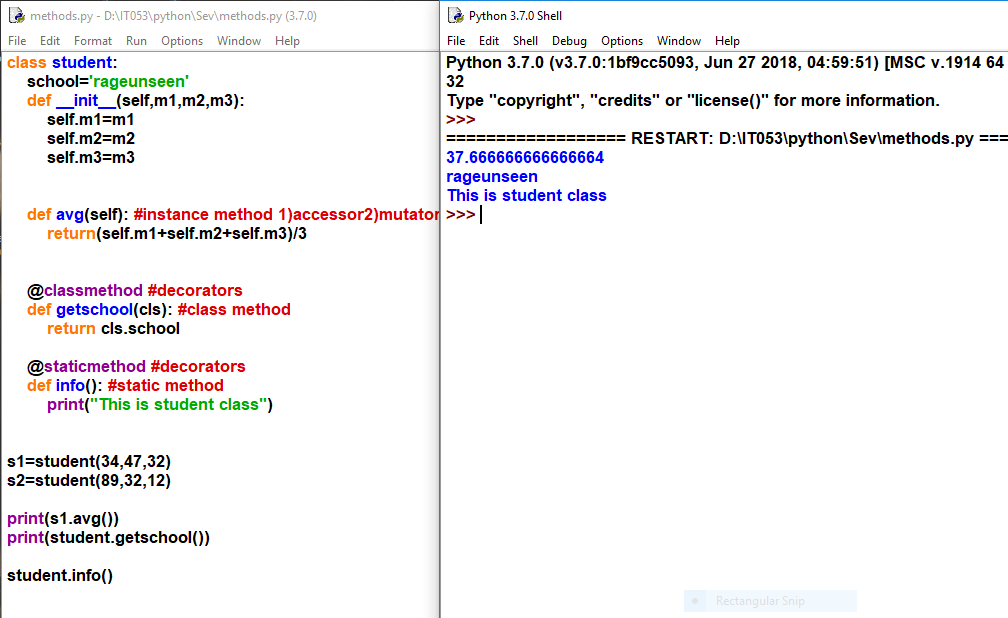 methods.py - D:\IT053\python\Sev\methods.py (3.7.0)
File Edit Format Run Options Window Help
class student:
    school='rageunseen'
    def __init__(self,m1,m2,m3):
        self.m1=m1
        self.m2=m2
        self.m3=m3
    def avg(self): #instance method 1)accessor2)mutator
        return(self.m1+self.m2+self.m3)/3
    @classmethod #decorators
    def getschool(cls): #class method
        return cls.school
    @staticmethod #decorators
    def info(): #static method
        print("This is student class")
s1=student(34,47,32)
s2=student(89,32,12)
print(s1.avg())
print(student.getschool())
student.info()
Python 3.7.0 Shell
File Edit Shell Debug Options Window Help
Python 3.7.0 (v3.7.0:1bf9cc5093, Jun 27 2018, 04:59:51) [MSC v.1914 64
32
Type "copyright", "credits" or "license()" for more information.
>>>
================== RESTART: D:\IT053\python\Sev\methods.py ===
37.666666666666664
rageunseen
This is student class
>>>
Rectangular Snip